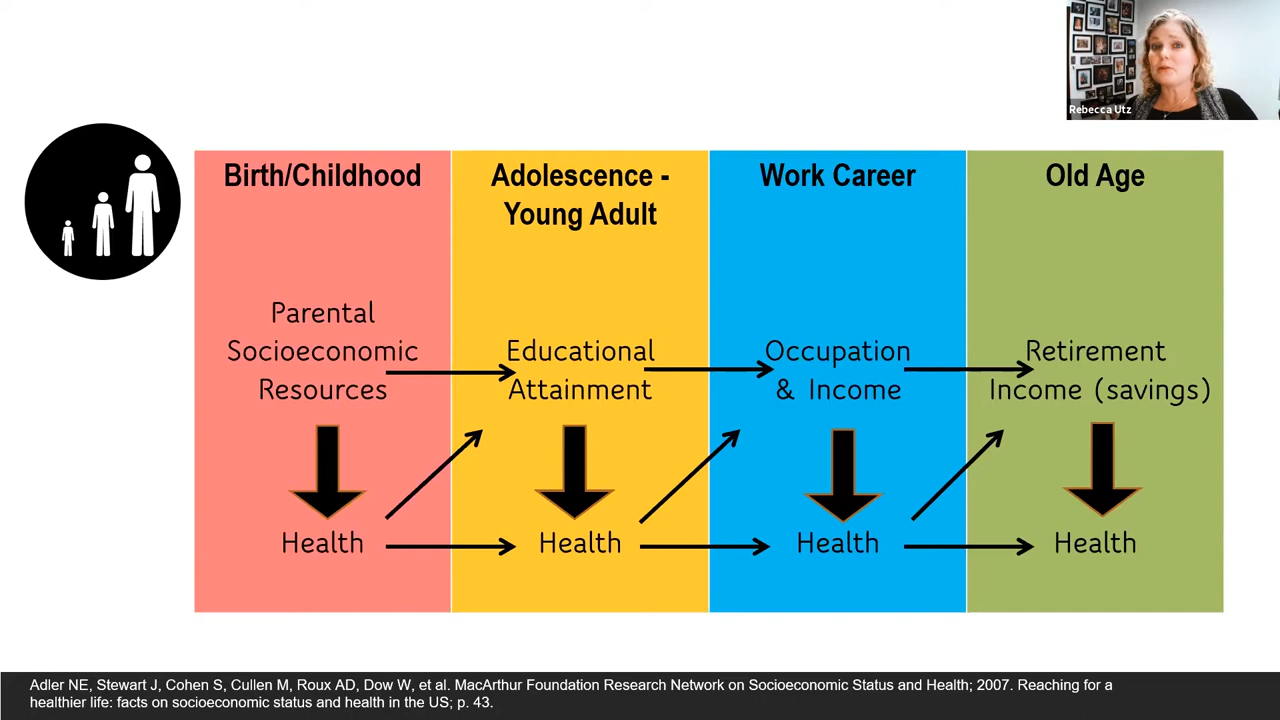 Rebecca Utz
Birth/Childhood
Adolescence -
Young Adult
Work Career
Old Age
Parental
Socioeconomic
Resources
Educational
Attainment
Occupation
& Income
Retirement
Income (savings)
Health
Health
Health
Health
Adler NE, Stewart J, Cohen S, Cullen M, Roux AD, Dow W, et al. MacArthur Foundation Research Network on Socioeconomic Status and Health; 2007. Reaching for a
healthier life: facts on socioeconomic status and health in the US; p. 43.